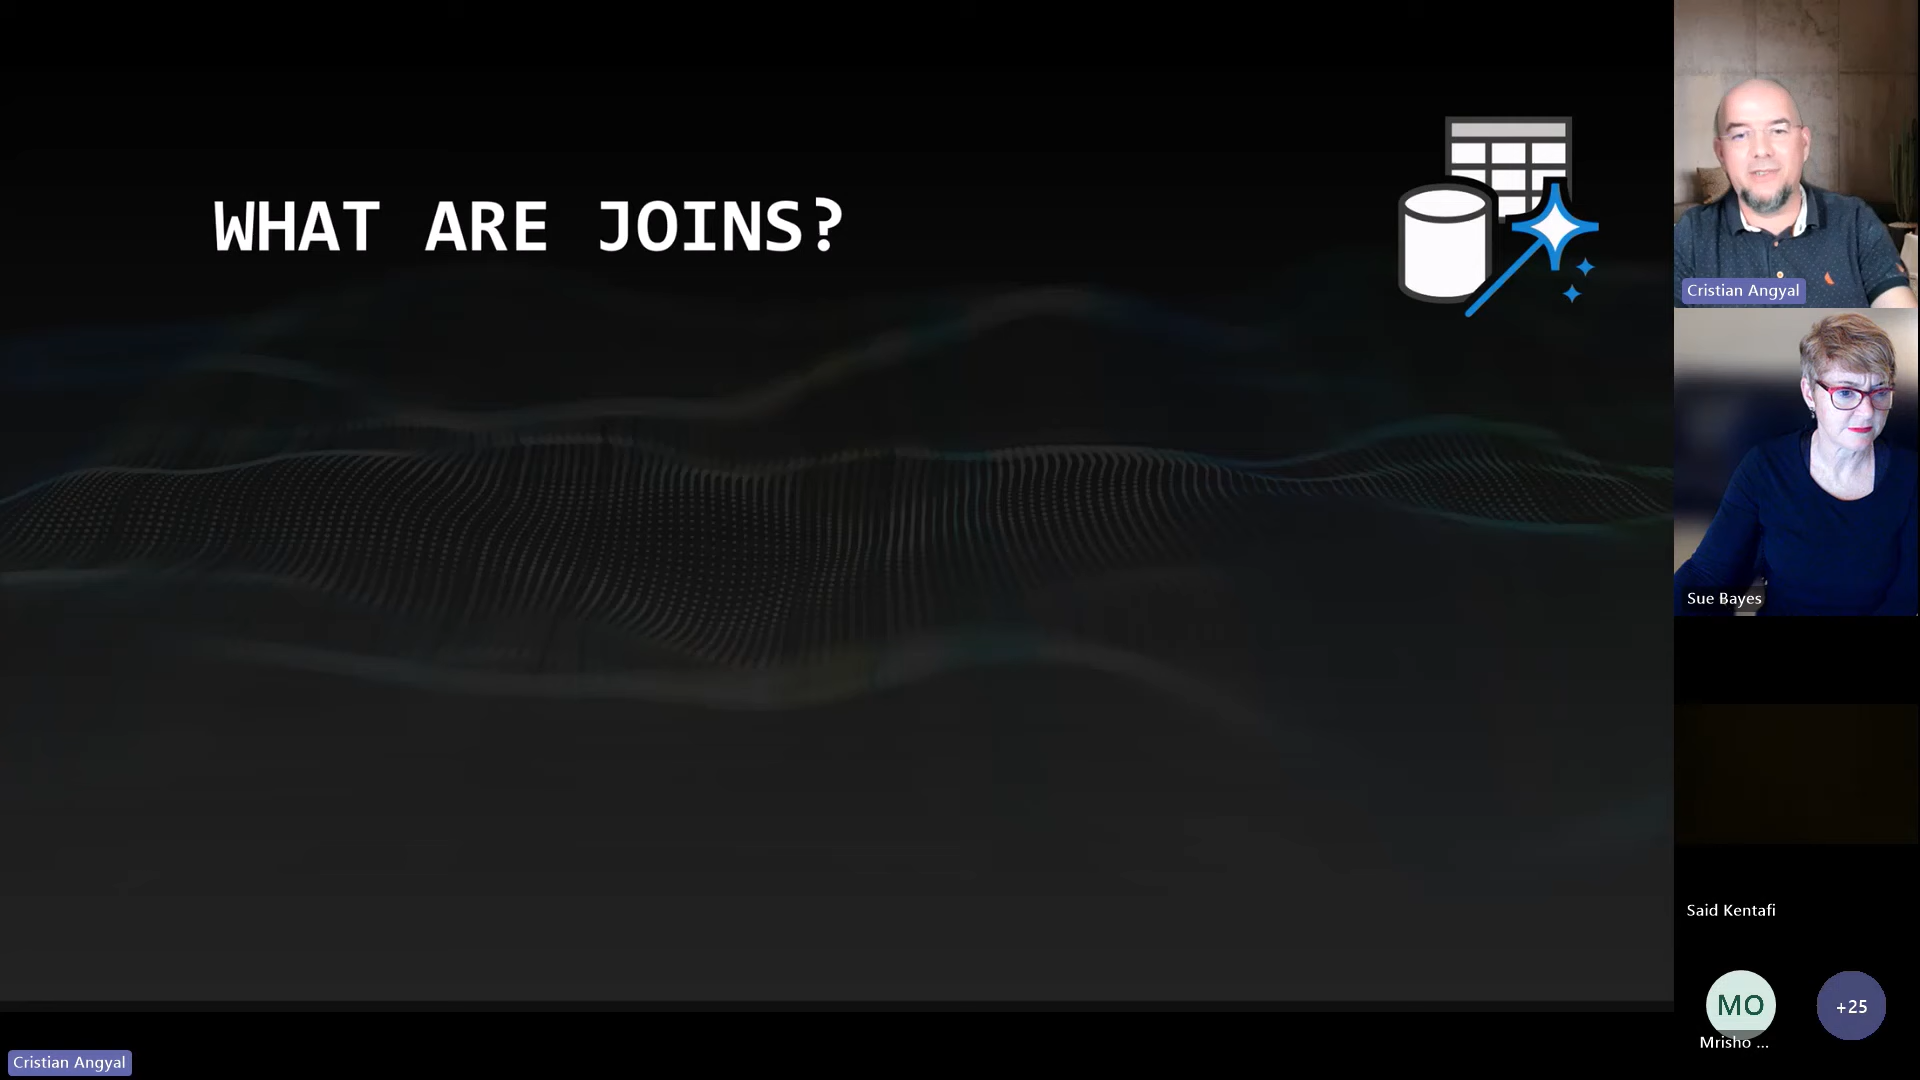 WHAT ARE JOINS?
Cristian Angyal
Sue Bayes
Said Kentafi
MO
+25
Mrisho ...
Cristian Angyal